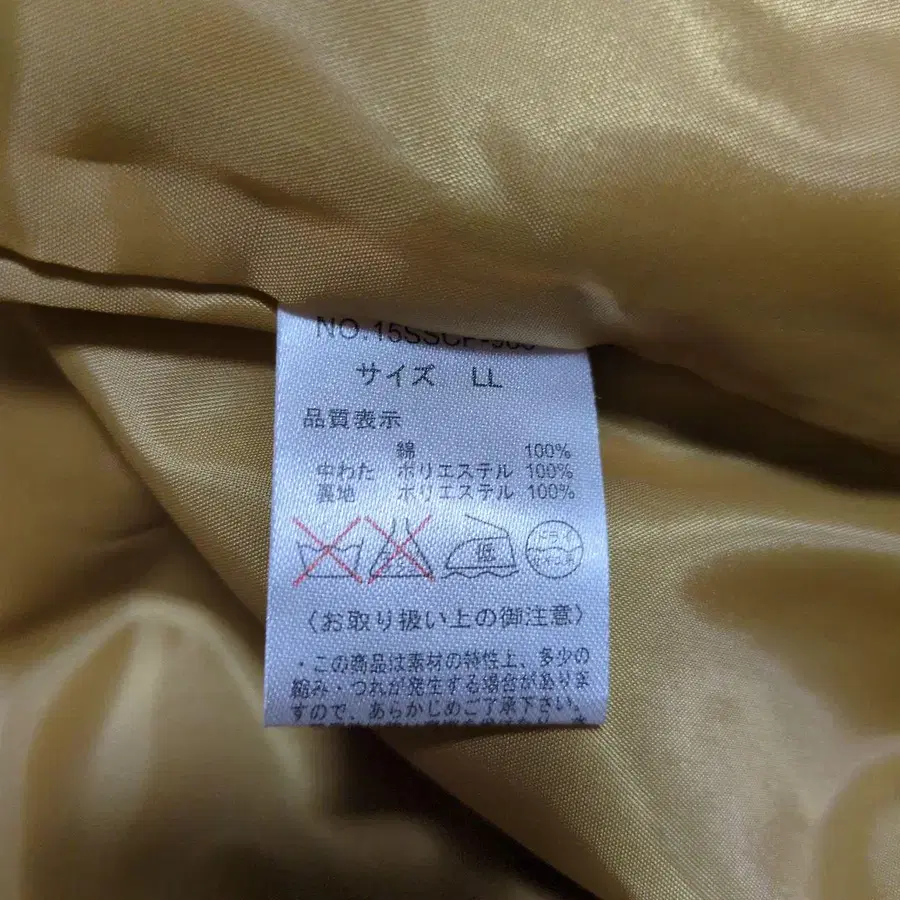 サイズ LL
品質表示
綿 100%
中わた ポリエステル 100%
裏地 ポリエステル 100%
低
ドライ
〈お取り扱い上の御注意〉
・この商品は素材の特性上、多少の
縮み・つれが発生する場合がありま
すので、あらかじめご了承下さい。